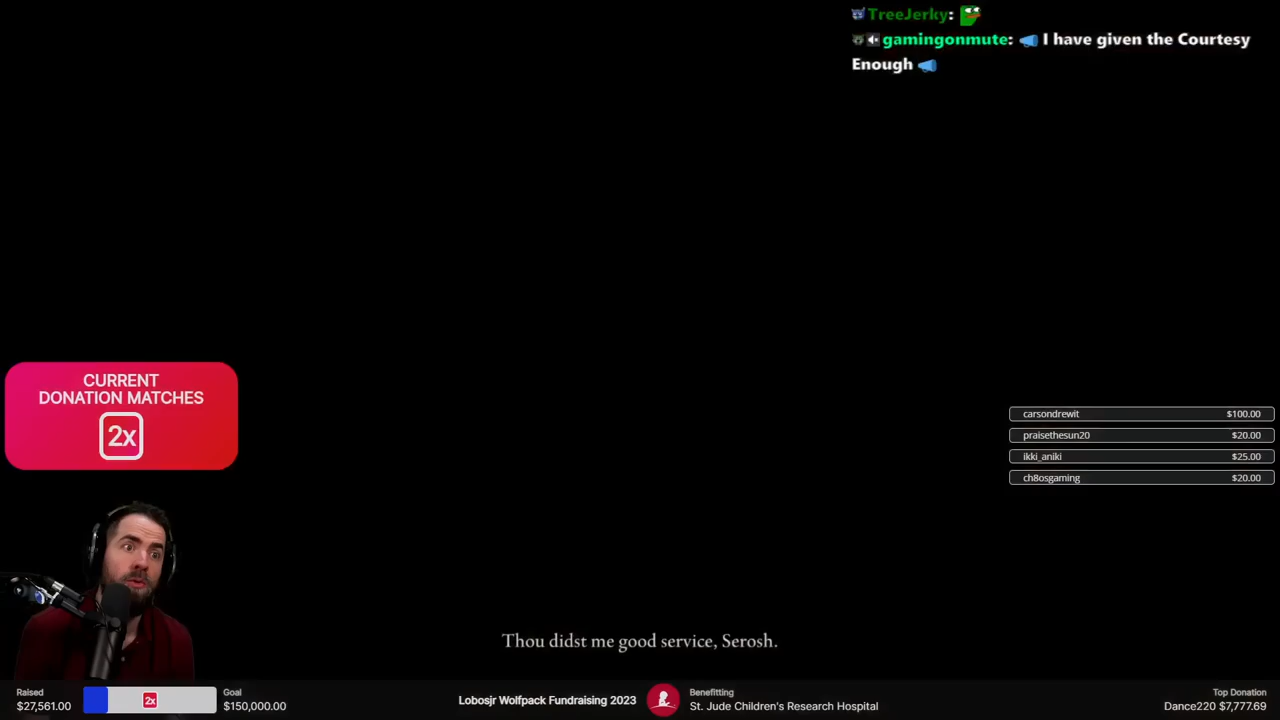 TreeJerky:
gamingonmute: I have given the Courtesy
Enough
CURRENT
DONATION MATCHES
2x
carsondrewit $100.00
praisethesun20 $20.00
ikki_aniki $25.00
ch8osgaming $20.00
Thou didst me good service, Serosh.
Raised
$27,561.00
2x
Goal
$150,000.00
Lobosjr Wolfpack Fundraising 2023
Benefitting
St. Jude Children's Research Hospital
Top Donation
Dance220 $7,777.69